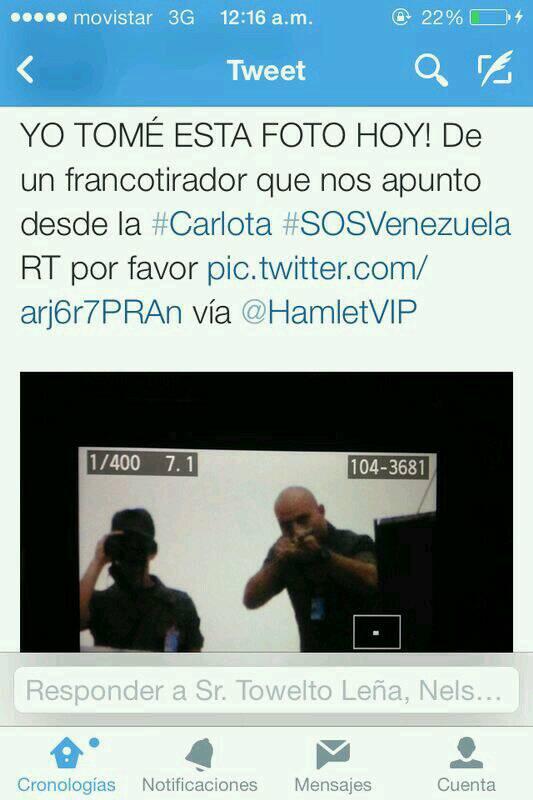 movistar 3G 12:16 a.m. 22%
Tweet
YO TOMÉ ESTA FOTO HOY! De
un francotirador que nos apunto
desde la #Carlota #SOSVenezuela
RT por favor pic.twitter.com/
arj6r7PRAn vía @HamletVIP
1/400 7.1 104-3681
Responder a Sr. Towelto Leña, Nels...
Cronologías Notificaciones Mensajes Cuenta